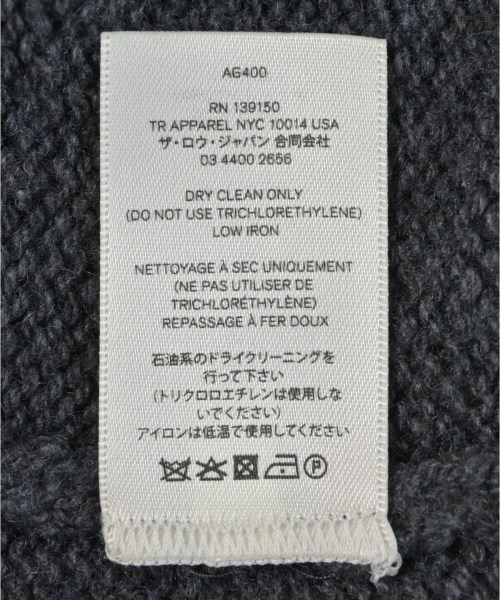 AG400
RN 139150
TR APPAREL NYC 10014 USA
ザ・ロウ・ジャパン 合同会社
03 4400 2656
DRY CLEAN ONLY
(DO NOT USE TRICHLORETHYLENE)
LOW IRON
NETTOYAGE À SEC UNIQUEMENT
(NE PAS UTILISER DE
TRICHLORÉTHYLÈNE)
REPASSAGE À FER DOUX
石油系のドライクリーニングを
行って下さい
(トリクロロエチレンは使用しな
いでください)
アイロンは低温で使用してください
P